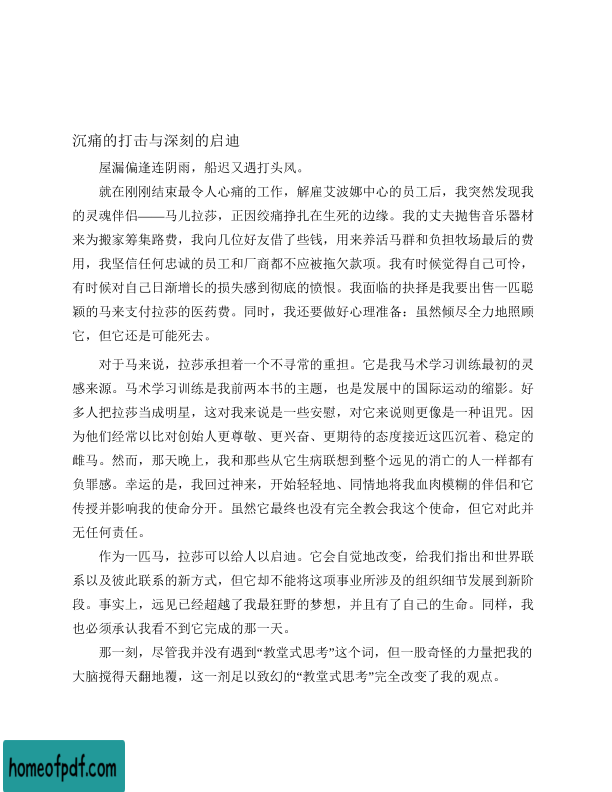 沉痛的打击与深刻的启迪
屋漏偏逢连阴雨，船迟又遇打头风。
就在刚刚结束最令人心痛的工作，解雇艾波娜中心的员工后，我突然发现我
的灵魂伴侣——马儿拉莎，正因绞痛挣扎在生死的边缘。我的丈夫抛售音乐器材
来为搬家筹集路费，我向几位好友借了些钱，用来养活马群和负担牧场最后的费
用，我坚信任何忠诚的员工和厂商都不应被拖欠款项。我有时候觉得自己可怜，
有时候对自己日渐增长的损失感到彻底的愤恨。我面临的抉择是我要出售一匹聪
颖的马来支付拉莎的医药费。同时，我还要做好心理准备：虽然倾尽全力地照顾
它，但它还是可能死去。
对于马来说，拉莎承担着一个不寻常的重担。它是我马术学习训练最初的灵
感来源。马术学习训练是我前两本书的主题，也是发展中的国际运动的缩影。好
多人把拉莎当成明星，这对我来说是一些安慰，对它来说则更像是一种诅咒。因
为他们经常以比对创始人更尊敬、更兴奋、更期待的态度接近这匹沉着、稳定的
雌马。然而，那天晚上，我和那些从它生病联想到整个远见的消亡的人一样都有
负罪感。幸运的是，我回过神来，开始轻轻地、同情地将我血肉模糊的伴侣和它
传授并影响我的使命分开。虽然它最终也没有完全教会我这个使命，但它对此并
无任何责任。
作为一匹马，拉莎可以给人以启迪。它会自觉地改变，给我们指出和世界联
系以及彼此联系的新方式，但它却不能将这项事业所涉及的组织细节发展到新阶
段。事实上，远见已经超越了我最狂野的梦想，并且有了自己的生命。同样，我
也必须承认我看不到它完成的那一天。
那一刻，尽管我并没有遇到“教堂式思考”这个词，但一股奇怪的力量把我的
大脑搅得天翻地覆，这一剂足以致幻的“教堂式思考”完全改变了我的观点。
homeofpdf.com